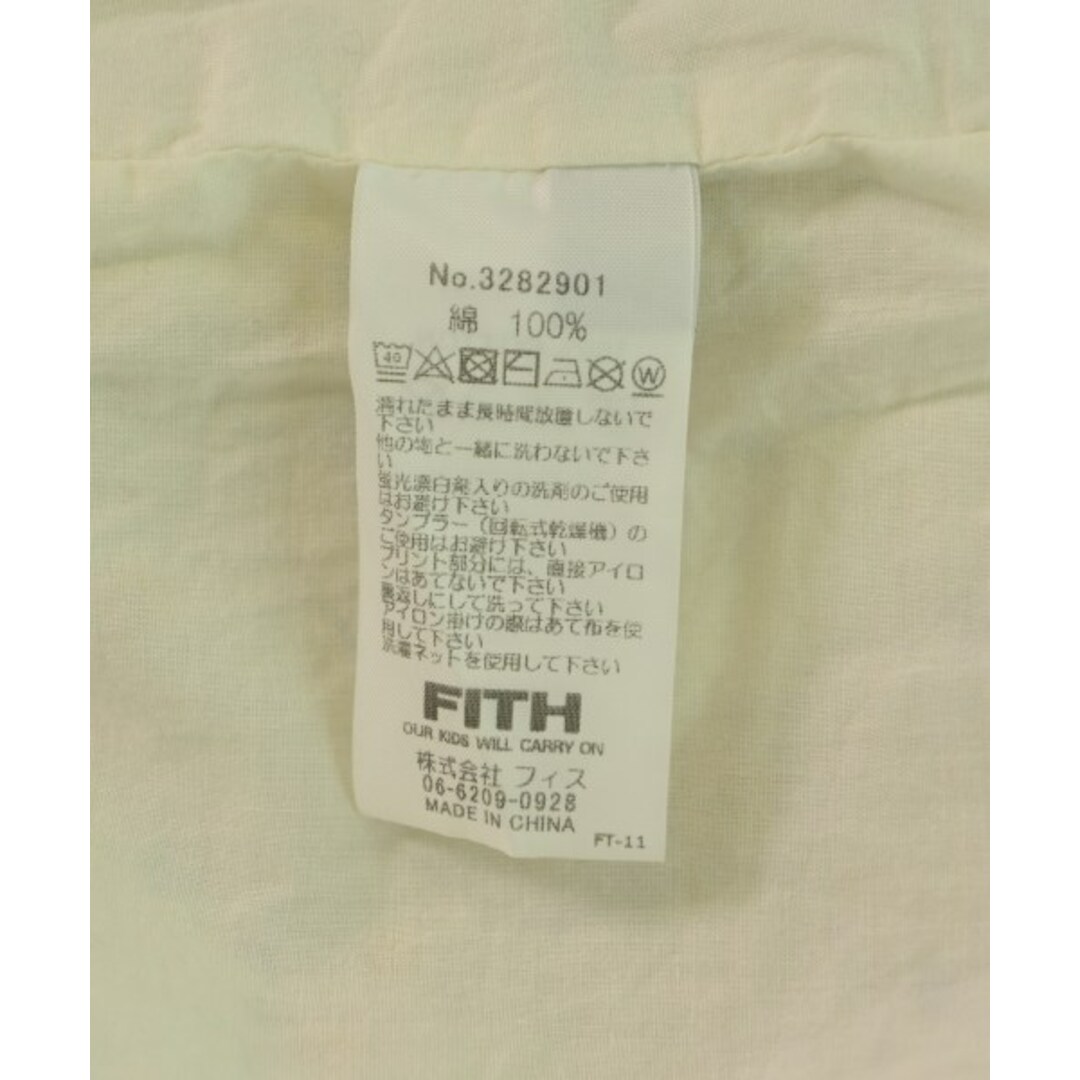 No.3282901
綿 100%
40
W
濡れたまま長時間放置しないで
下さい
他の物と一緒に洗わないで下さ
い
蛍光漂白剤入りの洗剤のご使用
はお避け下さい
タンブラー（回転式乾燥機）の
ご使用はお避け下さい
プリント部分には、直接アイロ
ンはあてないで下さい
裏返しにして洗って下さい
アイロン掛けの際はあて布を使
用して下さい
洗濯ネットを使用して下さい
FITH
OUR KIDS WILL CARRY ON
株式会社 フィス
06-6209-0928
MADE IN CHINA
FT-11